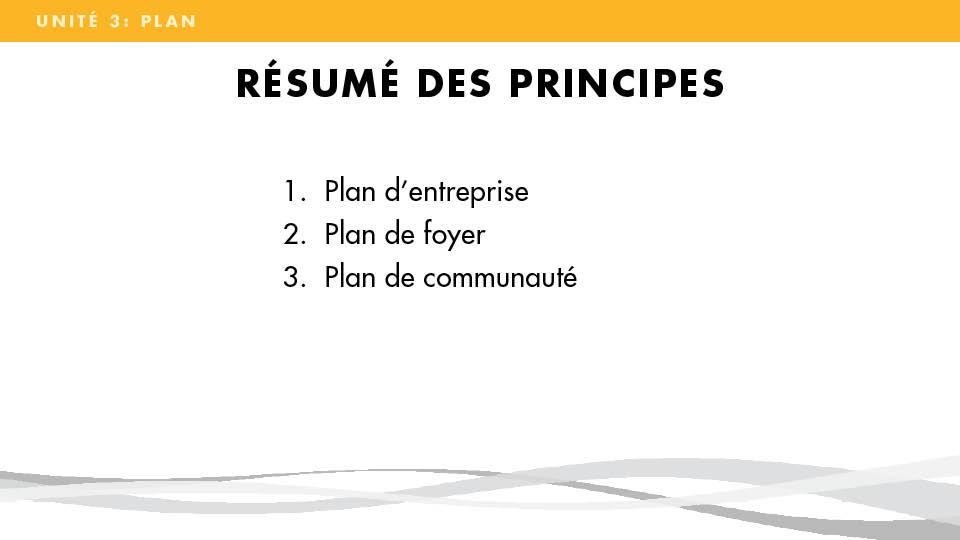 UNITÉ 3: PLAN
RÉSUMÉ DES PRINCIPES
1. Plan d’entreprise
2. Plan de foyer
3. Plan de communauté